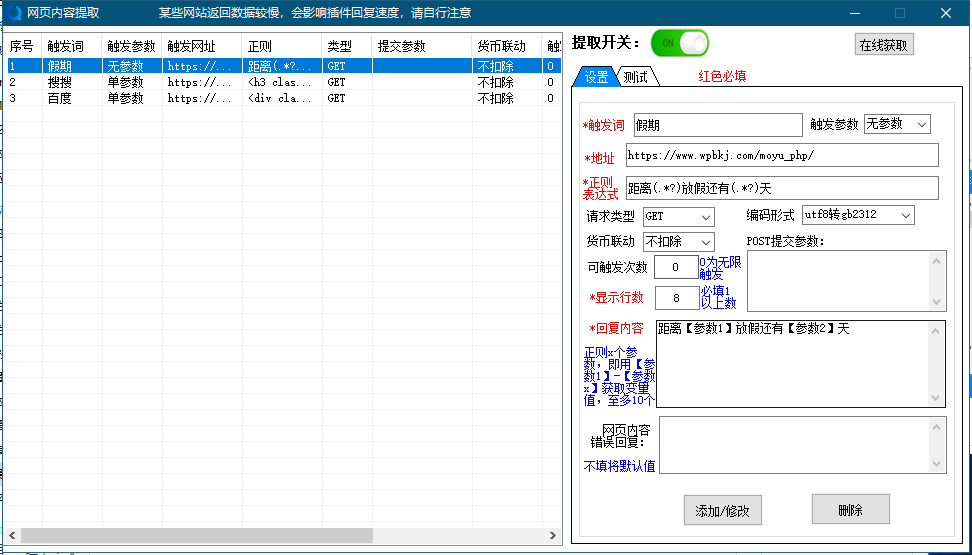 网页内容提取 某些网站返回数据较慢，会影响插件回复速度，请自行注意
序号 触发词 触发参数 触发网址 正则 类型 提交参数 货币联动
1 假期 无参数 https://... 距离(.*?... GET 不扣除 0
2 搜搜 单参数 https://... <h3 clas... GET 不扣除 0
3 百度 单参数 https://... <div cla... GET 不扣除 0
提取开关： ON 在线获取
设置 测试 红色必填
*触发词 假期 触发参数 无参数
*地址 https://www.wpbkj.com/moyu_php/
*正则
表达式 距离(.*?)放假还有(.*?)天
请求类型 GET 编码形式 utf8转gb2312
货币联动 不扣除 POST提交参数：
可触发次数 0 0为无限
触发
*显示行数 8 必填1
以上数
*回复内容 距离【参数1】放假还有【参数2】天
正则x个参
数，即用【参
数1】-【参数
x】获取变量
值，至多10个
网页内容
错误回复：
不填将默认值
添加/修改 删除